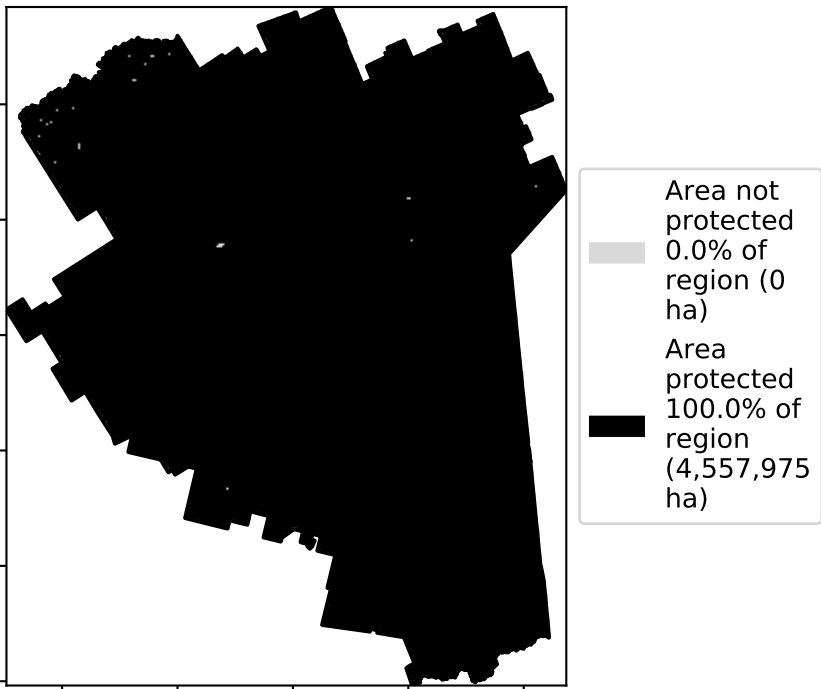 Area not
protected
0.0% of
region (0
ha)
Area
protected
100.0% of
region
(4,557,975
ha)